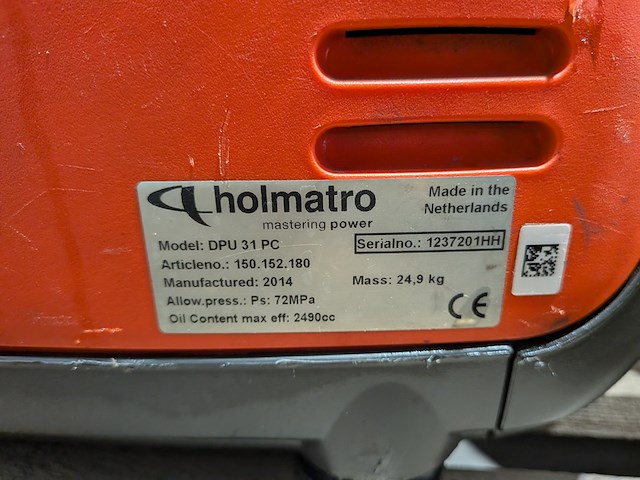 holmatro
mastering power
Made in the
Netherlands
Model: DPU 31 PC
Serialno.: 1237201HH
Articleno.: 150.152.180
Manufactured: 2014
Mass: 24,9 kg
Allow.press.: Ps: 72MPa
Oil Content max eff: 2490cc
CE